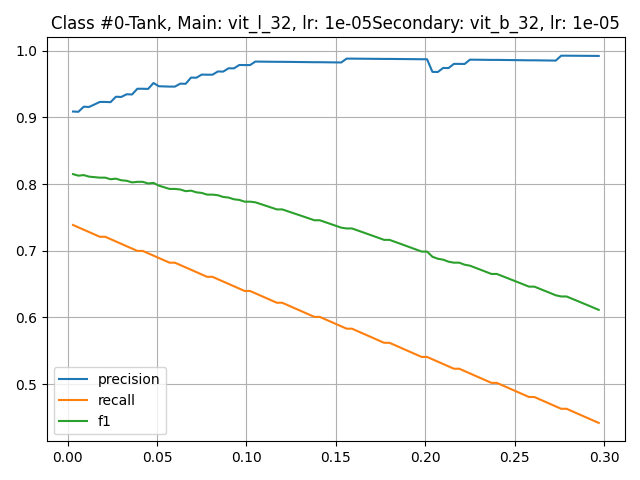 Class #0-Tank, Main: vit_l_32, lr: 1e-05Secondary: vit_b_32, lr: 1e-05
1.0
0.9
0.8
0.7
0.6
0.5
precision
recall
f1
0.00 0.05 0.10 0.15 0.20 0.25 0.30